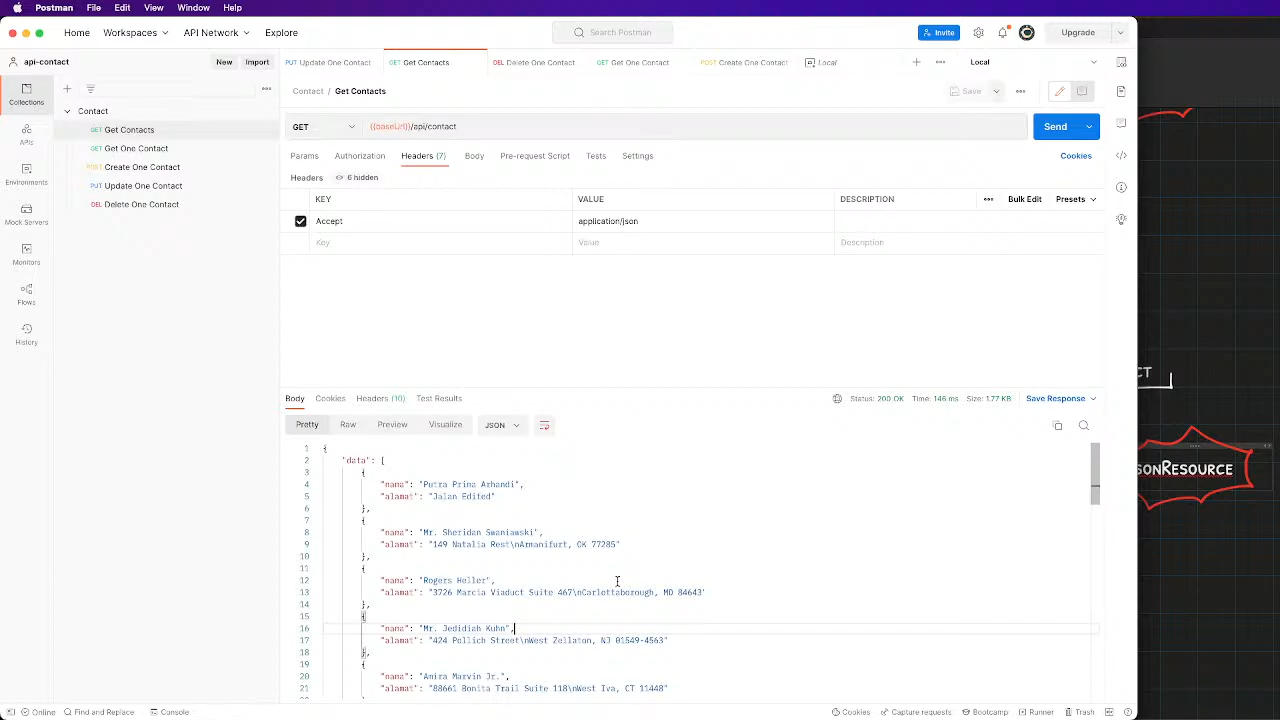 Postman File Edit View Window Help
Home Workspaces API Network Explore Search Postman Invite Upgrade
api-contact New Import
Update One Contact GET Get Contacts DEL Delete One Contact GET Get One Contact POST Create One Contact Local Local
Collections
APIs
Environments
Mock Servers
Monitors
Flows
History
Contact
GET Get Contacts
GET Get One Contact
POST Create One Contact
PUT Update One Contact
DEL Delete One Contact
Contact / Get Contacts Save
GET {{baseUrl}}/api/contact Send
Params Authorization Headers (7) Body Pre-request Script Tests Settings Cookies
Headers 6 hidden
KEY VALUE DESCRIPTION Bulk Edit Presets
Accept application/json
Key Value Description
Body Cookies Headers (10) Test Results Status: 200 OK Time: 146 ms Size: 1.77 KB Save Response
Pretty Raw Preview Visualize JSON
1 {
2 "data": [
3 {
4 "nama": "Putra Prima Arhandi",
5 "alamat": "Jalan Edited"
6 },
7 {
8 "nama": "Mr. Sheridan Swaniawski",
9 "alamat": "149 Natalia Rest\nArmanifurt, OK 77285"
10 },
11 {
12 "nama": "Rogers Heller",
13 "alamat": "3726 Marcia Viaduct Suite 467\nCarlottaborough, MD 84643"
14 },
15 {
16 "nama": "Mr. Jedidiah Kuhn",
17 "alamat": "424 Pollich Street\nWest Zellaton, NJ 01549-4563"
18 },
19 {
20 "nama": "Amira Marvin Jr.",
21 "alamat": "88661 Bonita Trail Suite 118\nWest Iva, CT 11448"
CT
SONRESOURCE
Online Find and Replace Console Cookies Capture requests Bootcamp Runner Trash